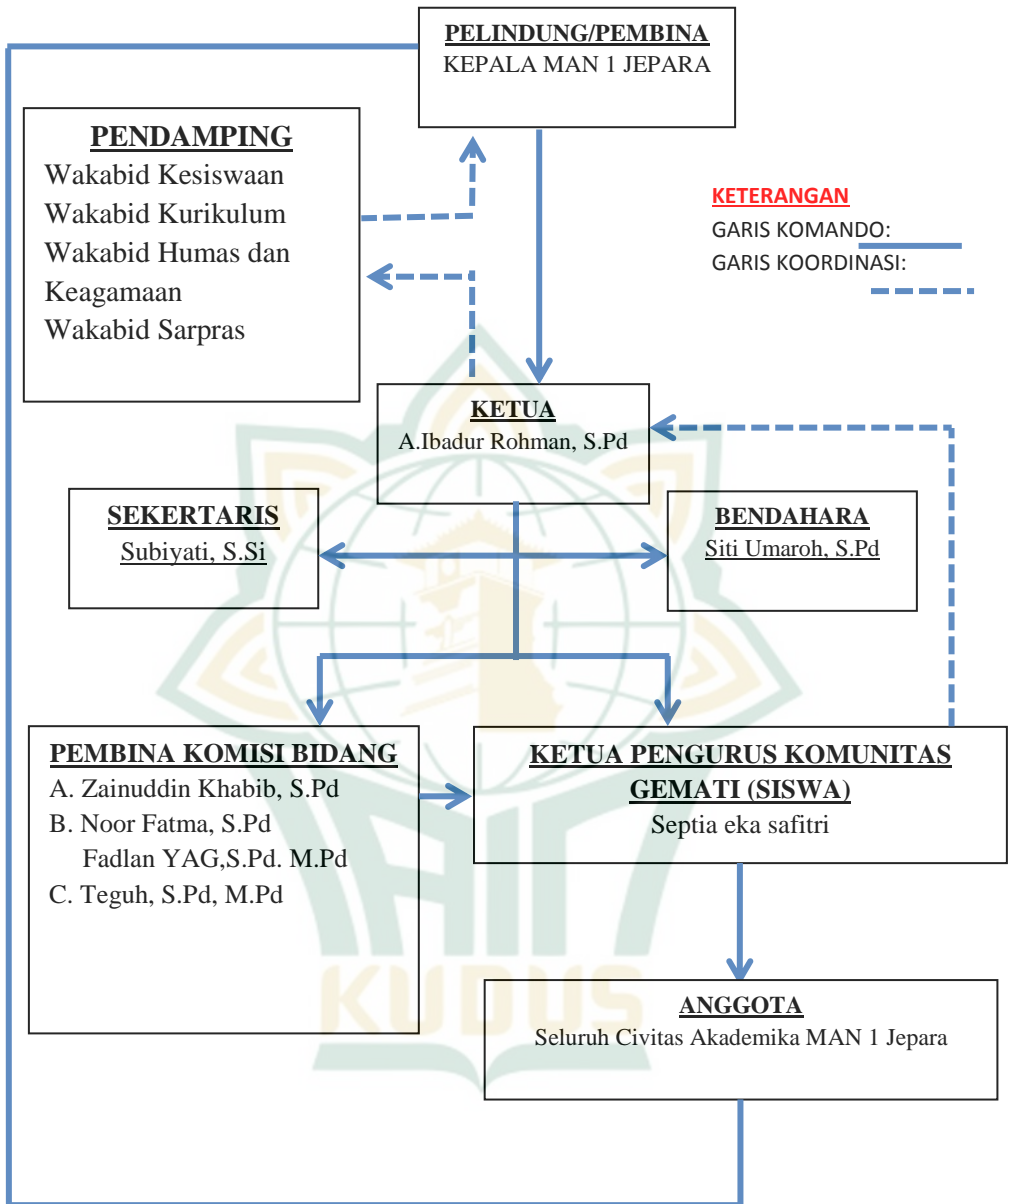 PELINDUNG/PEMBINA
KEPALA MAN 1 JEPARA
PENDAMPING
Wakabid Kesiswaan
Wakabid Kurikulum
Wakabid Humas dan
Keagamaan
Wakabid Sarpras
KETERANGAN
GARIS KOMANDO:
GARIS KOORDINASI:
KETUA
A.Ibadur Rohman, S.Pd
SEKERTARIS
Subiyati, S.Si
BENDAHARA
Siti Umaroh, S.Pd
PEMBINA KOMISI BIDANG
A. Zainuddin Khabib, S.Pd
B. Noor Fatma, S.Pd
Fadlan YAG,S.Pd. M.Pd
C. Teguh, S.Pd, M.Pd
KETUA PENGURUS KOMUNITAS
GEMATI (SISWA)
Septia eka safitri
ANGGOTA
Seluruh Civitas Akademika MAN 1 Jepara
IAIN
KUDUS